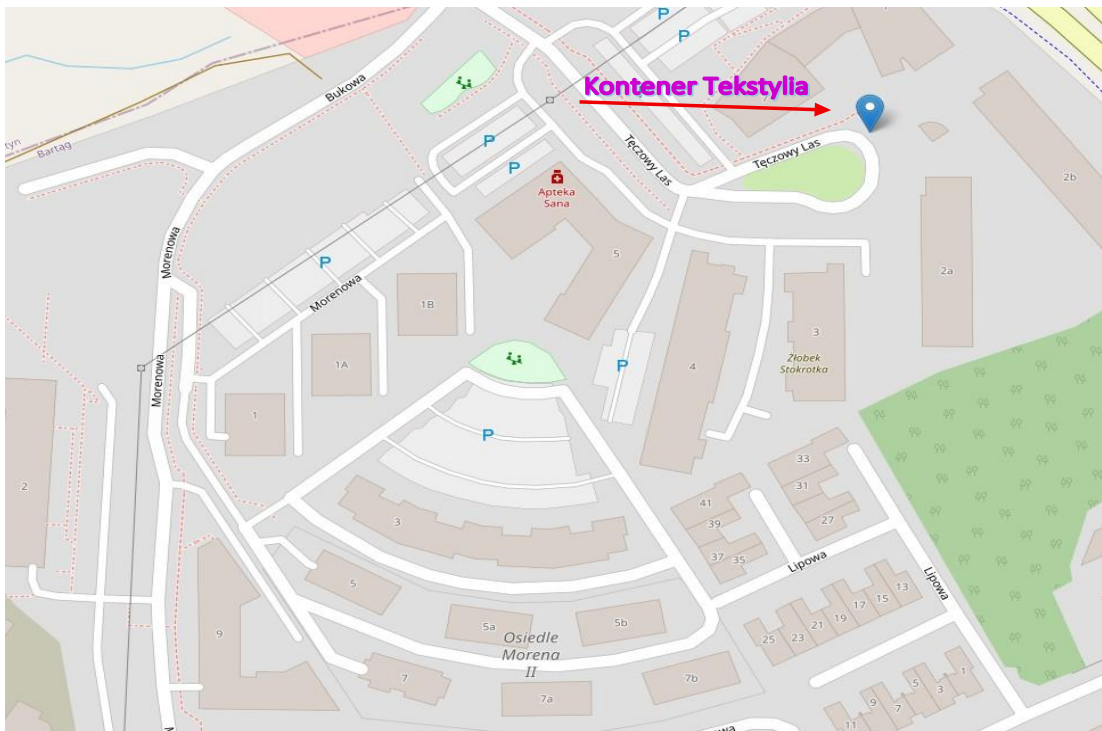 P
P
Kontener Tekstylia
Bukowa
tyn
Bartąg
P
P
Tęczowy Las
Tęczowy Las
Apteka
Sana
2b
Morenowa
P
Morenowa
5
2a
1B
3
1A
Żłobek
Stokrotka
P
4
Morenowa
1
P
2
33
31
27
41
39
37
35
3
Lipowa
Lipowa
5
13
15
17
19
21
23
25
5a
5b
9
Osiedle
Morena
II
7
7a
7b
1
3
5
7
9
11